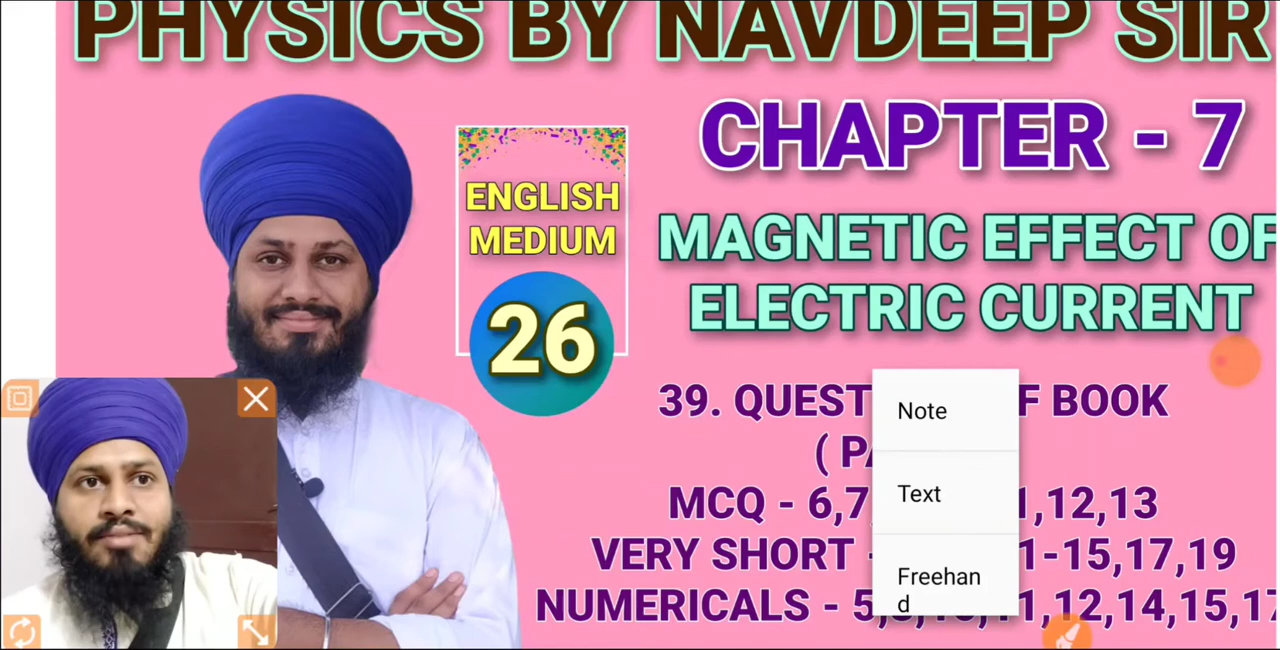 PHYSICS BY NAVDEEP SIR
CHAPTER - 7
ENGLISH
MEDIUM
26
MAGNETIC EFFECT OF
ELECTRIC CURRENT
39. QUEST F BOOK
( PA
MCQ - 6,7 1,12,13
VERY SHORT - 1-15,17,19
NUMERICALS - 5, 11,12,14,15,17
Note
Text
Freehan
d